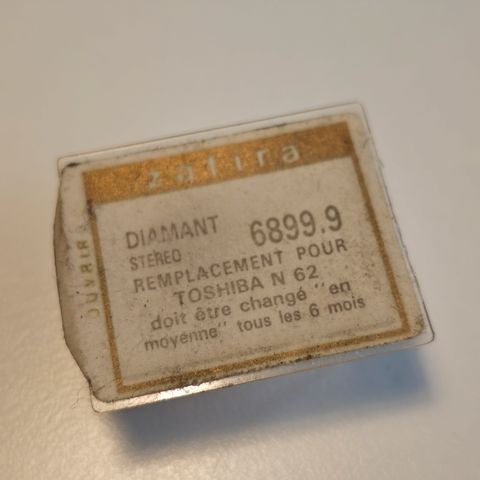 zafira
DIAMANT 6899.9
STEREO
REMPLACEMENT POUR
TOSHIBA N 62
doit être changé "en
moyenne" tous les 6 mois
OUVRIR